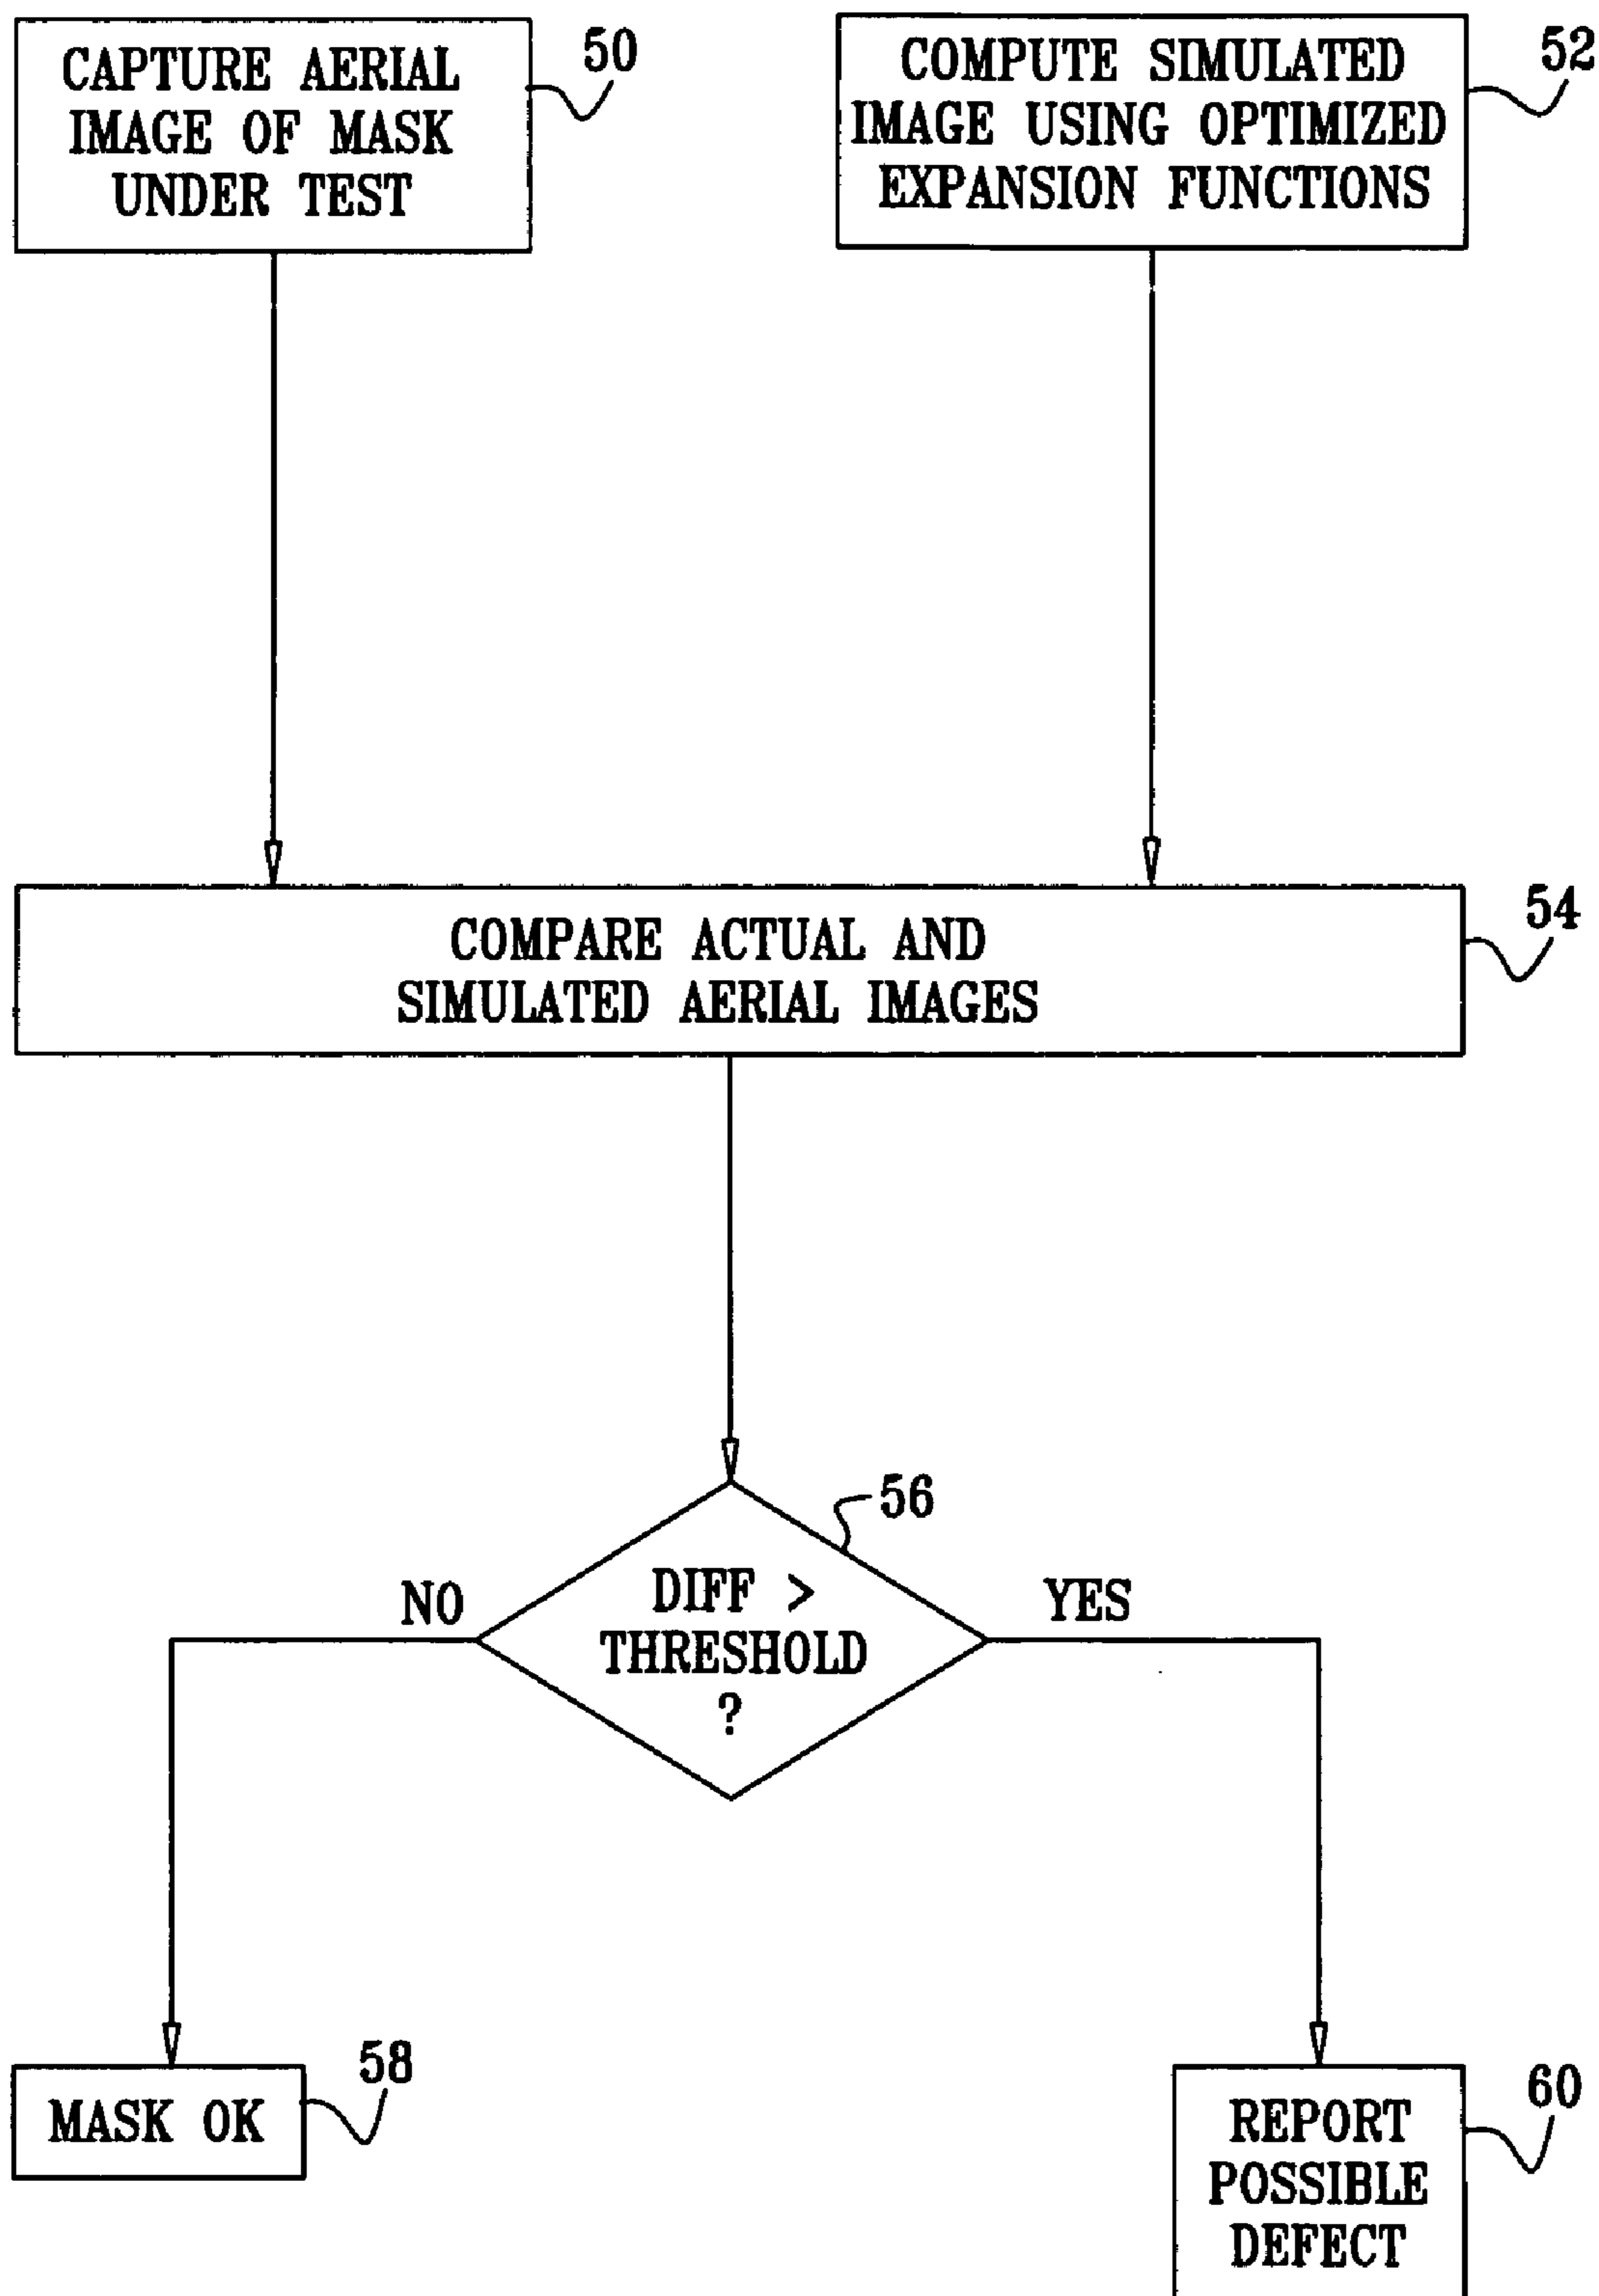 CAPTURE AERIAL
IMAGE OF MASK
UNDER TEST
50
COMPUTE SIMULATED
IMAGE USING OPTIMIZED
EXPANSION FUNCTIONS
52
COMPARE ACTUAL AND
SIMULATED AERIAL IMAGES
54
56
DIFF >
THRESHOLD
?
NO
YES
MASK OK
58
REPORT
POSSIBLE
DEFECT
60